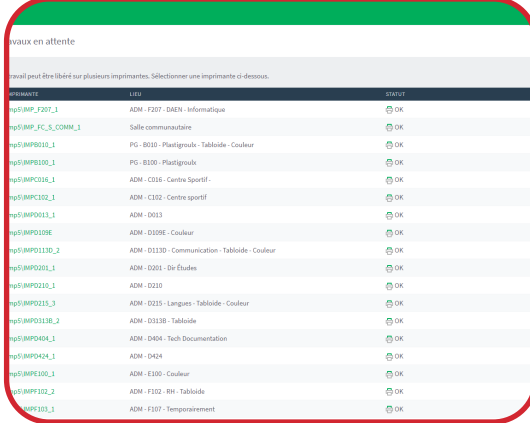 avaux en attente
travail peut être libéré sur plusieurs imprimantes. Sélectionner une imprimante ci-dessous.
IMPRIMANTE LIEU STATUT
mp5\IMP_F207_1 ADM - F207 - DAEN - Informatique OK
mp5\IMP_FC_S_COMM_1 Salle communautaire OK
mp5\IMPB010_1 PG - B010 - Plastigroulx - Tabloide - Couleur OK
mp5\IMPB100_1 PG - B100 - Plastigroulx OK
mp5\IMPC016_1 ADM - C016 - Centre Sportif - OK
mp5\IMPC102_1 ADM - C102 - Centre sportif OK
mp5\IMPD013_1 ADM - D013 OK
mp5\IMPD109E ADM - D109E - Couleur OK
mp5\IMPD113D_2 ADM - D113D - Communication - Tabloide - Couleur OK
mp5\IMPD201_1 ADM - D201 - Dir Études OK
mp5\IMPD210_1 ADM - D210 OK
mp5\IMPD215_3 ADM - D215 - Langues - Tabloide - Couleur OK
mp5\IMPD313B_2 ADM - D313B - Tabloide OK
mp5\IMPD404_1 ADM - D404 - Tech Documentation OK
mp5\IMPD424_1 ADM - D424 OK
mp5\IMPE100_1 ADM - E100 - Couleur OK
mp5\IMPF102_2 ADM - F102 - RH - Tabloide OK
mp5\IMPF103_1 ADM - F107 - Temporairement OK